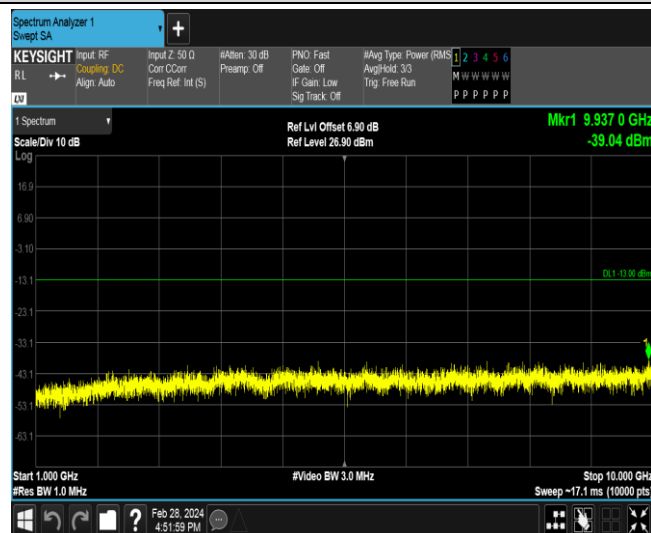 Spectrum Analyzer 1
Swept SA
+
KEYSIGHT
RL
LXI
Input: RF
Coupling: DC
Align: Auto
Input Z: 50 Ω
Corr CCorr
Freq Ref: Int (S)
#Atten: 30 dB
Preamp: Off
PNO: Fast
Gate: Off
IF Gain: Low
Sig Track: Off
#Avg Type: Power (RMS
Avg|Hold: 3/3
Trig: Free Run
1 2 3 4 5 6
M W W W W W
P P P P P P
1 Spectrum
Scale/Div 10 dB
Log
Ref Lvl Offset 6.90 dB
Ref Level 26.90 dBm
Mkr1 9.937 0 GHz
-39.04 dBm
16.9
6.90
-3.10
-13.1
DL1 -13.00 dBm
-23.1
-33.1
1
-43.1
-53.1
-63.1
Start 1.000 GHz
#Video BW 3.0 MHz
Stop 10.000 GHz
#Res BW 1.0 MHz
Sweep ~17.1 ms (10000 pts)
?
Feb 28, 2024
4:51:59 PM